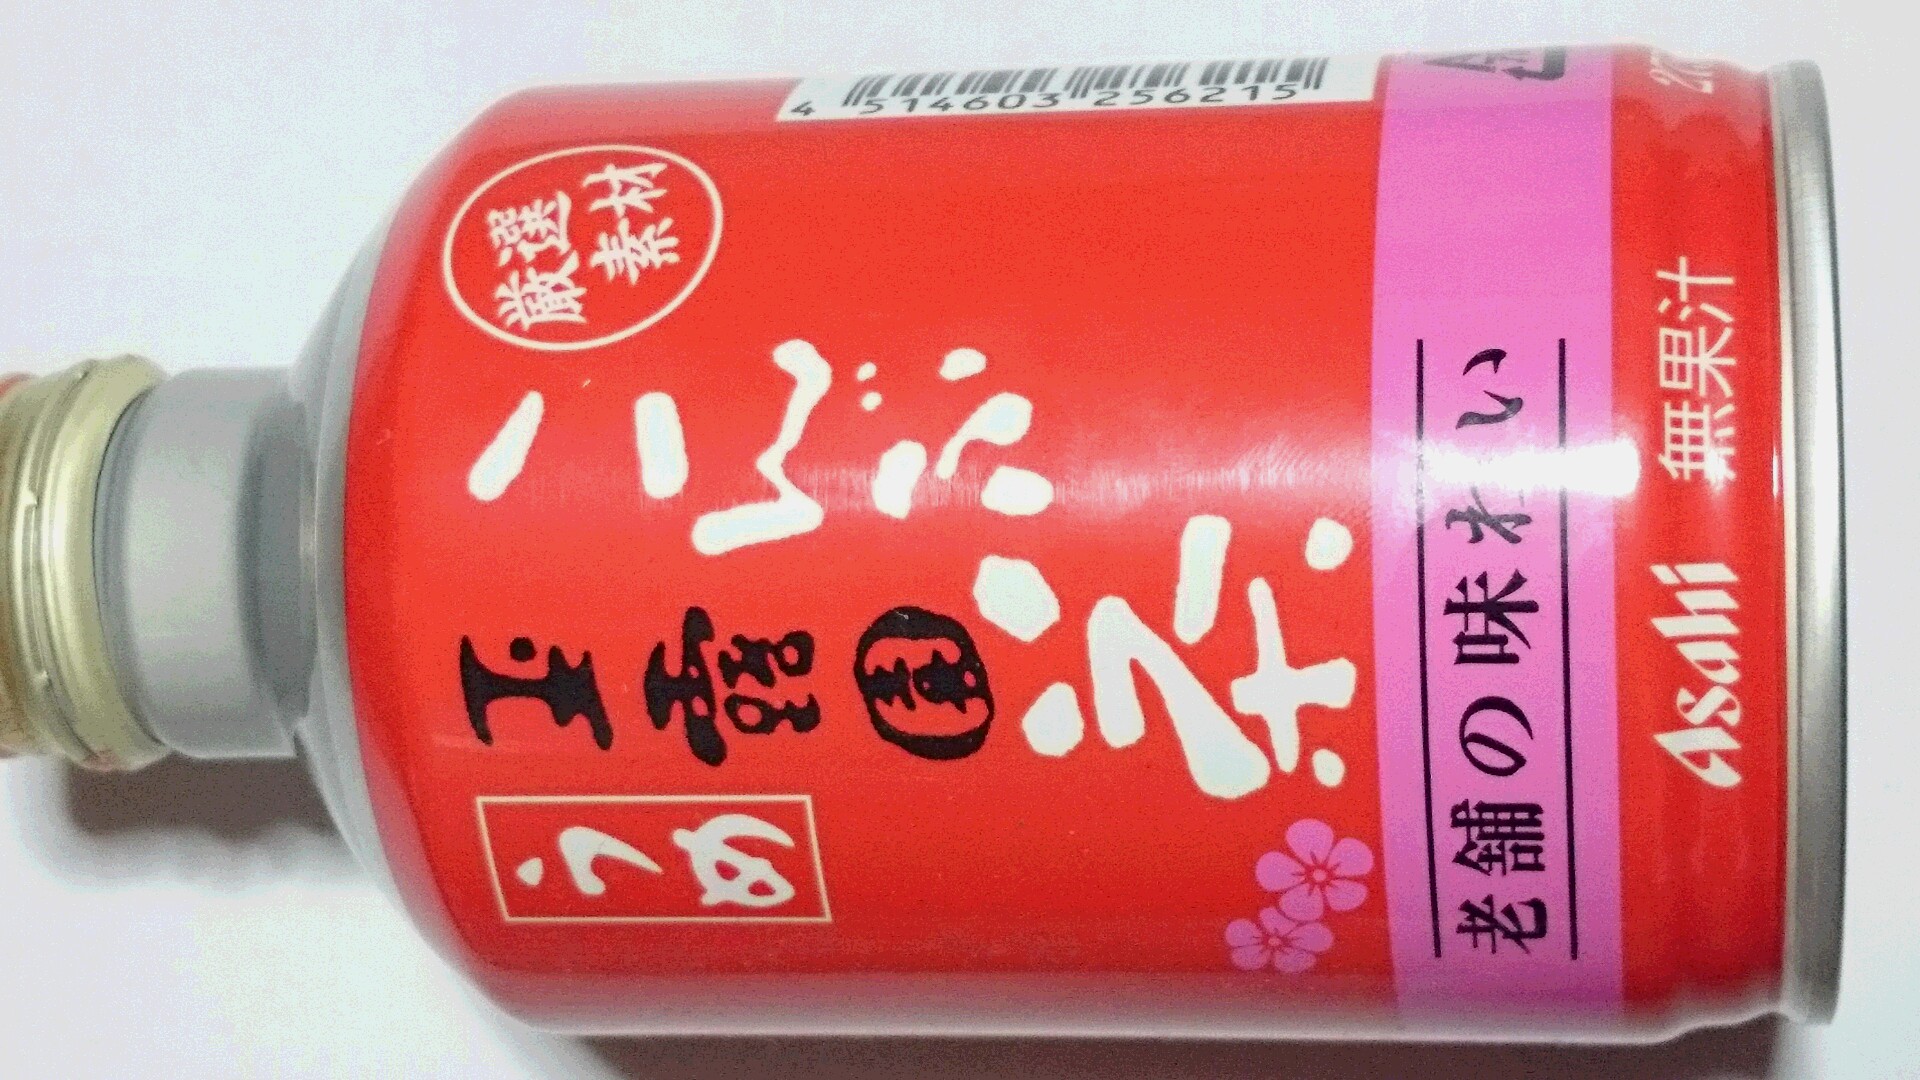 厳選
素材
うめ
玉露園
こんぶ茶
老舗の味わい
Asahi 無果汁
4 514603 256215